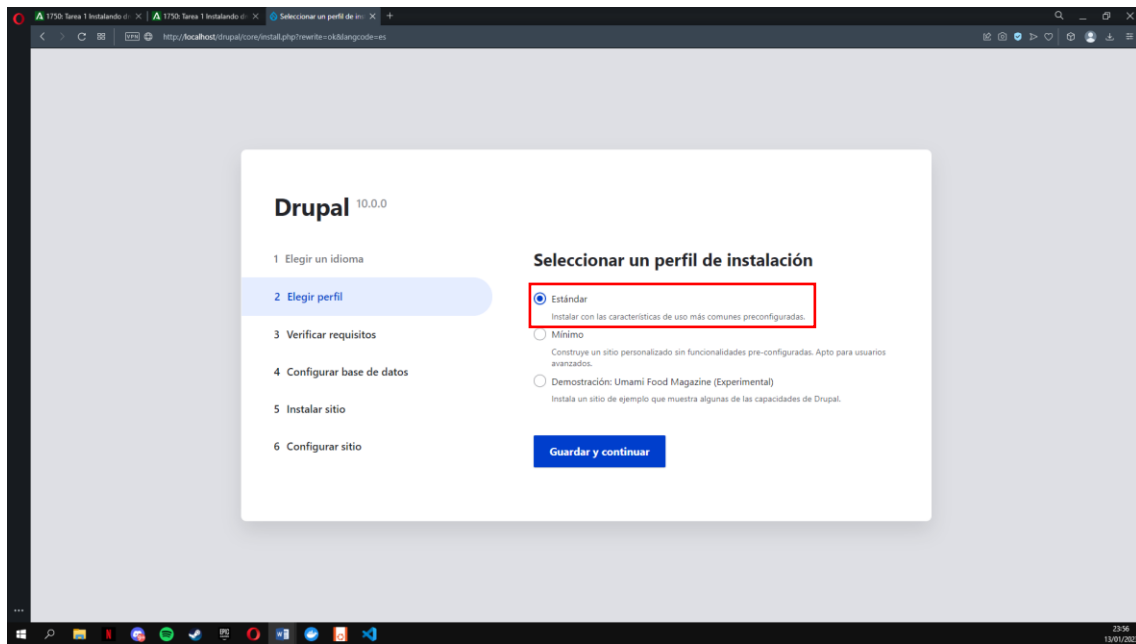 1750: Tarea 1 Instalando
1750: Tarea 1 Instalando
Seleccionar un perfil de
VPN
http://localhost/drupal/core/install.php?rewrite=ok&langcode=es
Drupal 10.0.0
1 Elegir un idioma
2 Elegir perfil
3 Verificar requisitos
4 Configurar base de datos
5 Instalar sitio
6 Configurar sitio
Seleccionar un perfil de instalación
Estándar
Instalar con las características de uso más comunes preconfiguradas.
Mínimo
Construye un sitio personalizado sin funcionalidades pre-configuradas. Apto para usuarios
avanzados.
Demostración: Umami Food Magazine (Experimental)
Instala un sitio de ejemplo que muestra algunas de las capacidades de Drupal.
Guardar y continuar
23:56